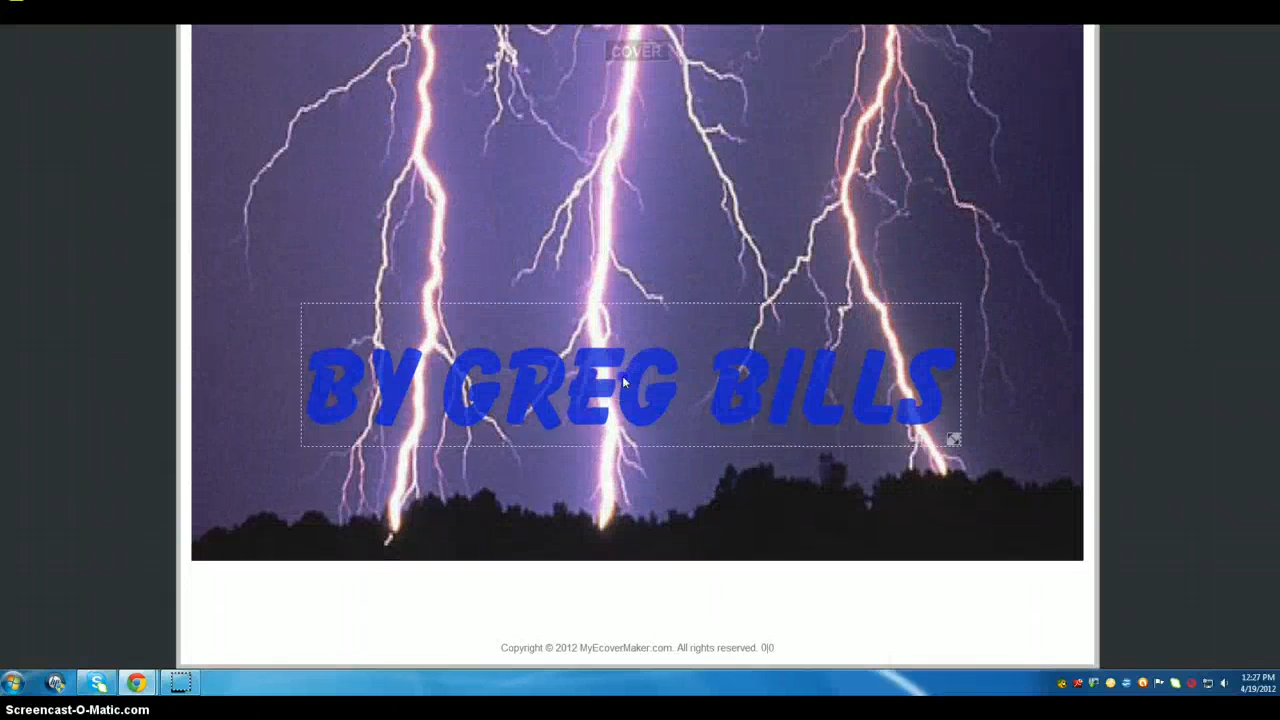 COVER
BY GREG BILLS
Copyright © 2012 MyEcoverMaker.com. All rights reserved. 0|0
12:27 PM
4/19/2012
Screencast-O-Matic.com